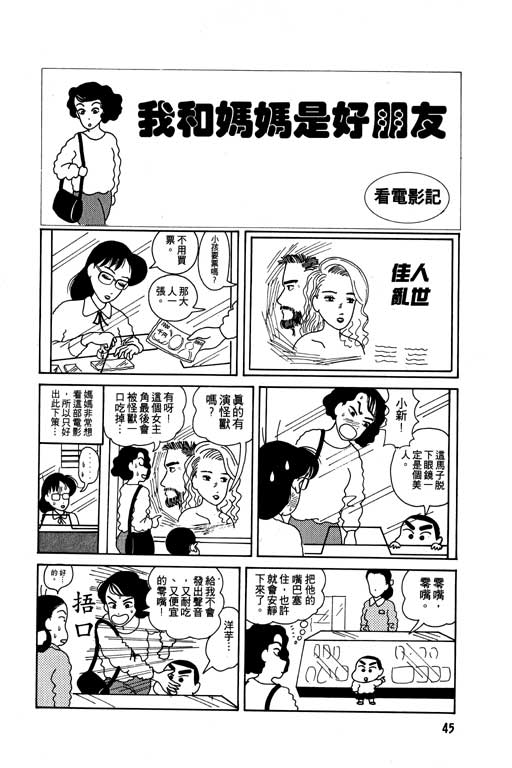 我和媽媽是好朋友
看電影記
佳人
亂世
小孩要票嗎？
不用買
票。
那大
人一
張。
小新！
這馬子脫
下眼鏡一
定是個美
人。
真的有
演怪獸
嗎？
有呀！
這個女主
角最後會
被怪獸一
口吃掉…
媽媽非常想
看這部電影
，所以只好
出此下策…
零嘴，
零嘴。
把他的
嘴巴塞
住，也許
就會安靜
下來了。
洋芋…
給我不會
發出聲音
，又耐吃
、又便宜
的零嘴！
捂
口
好…
的。
45